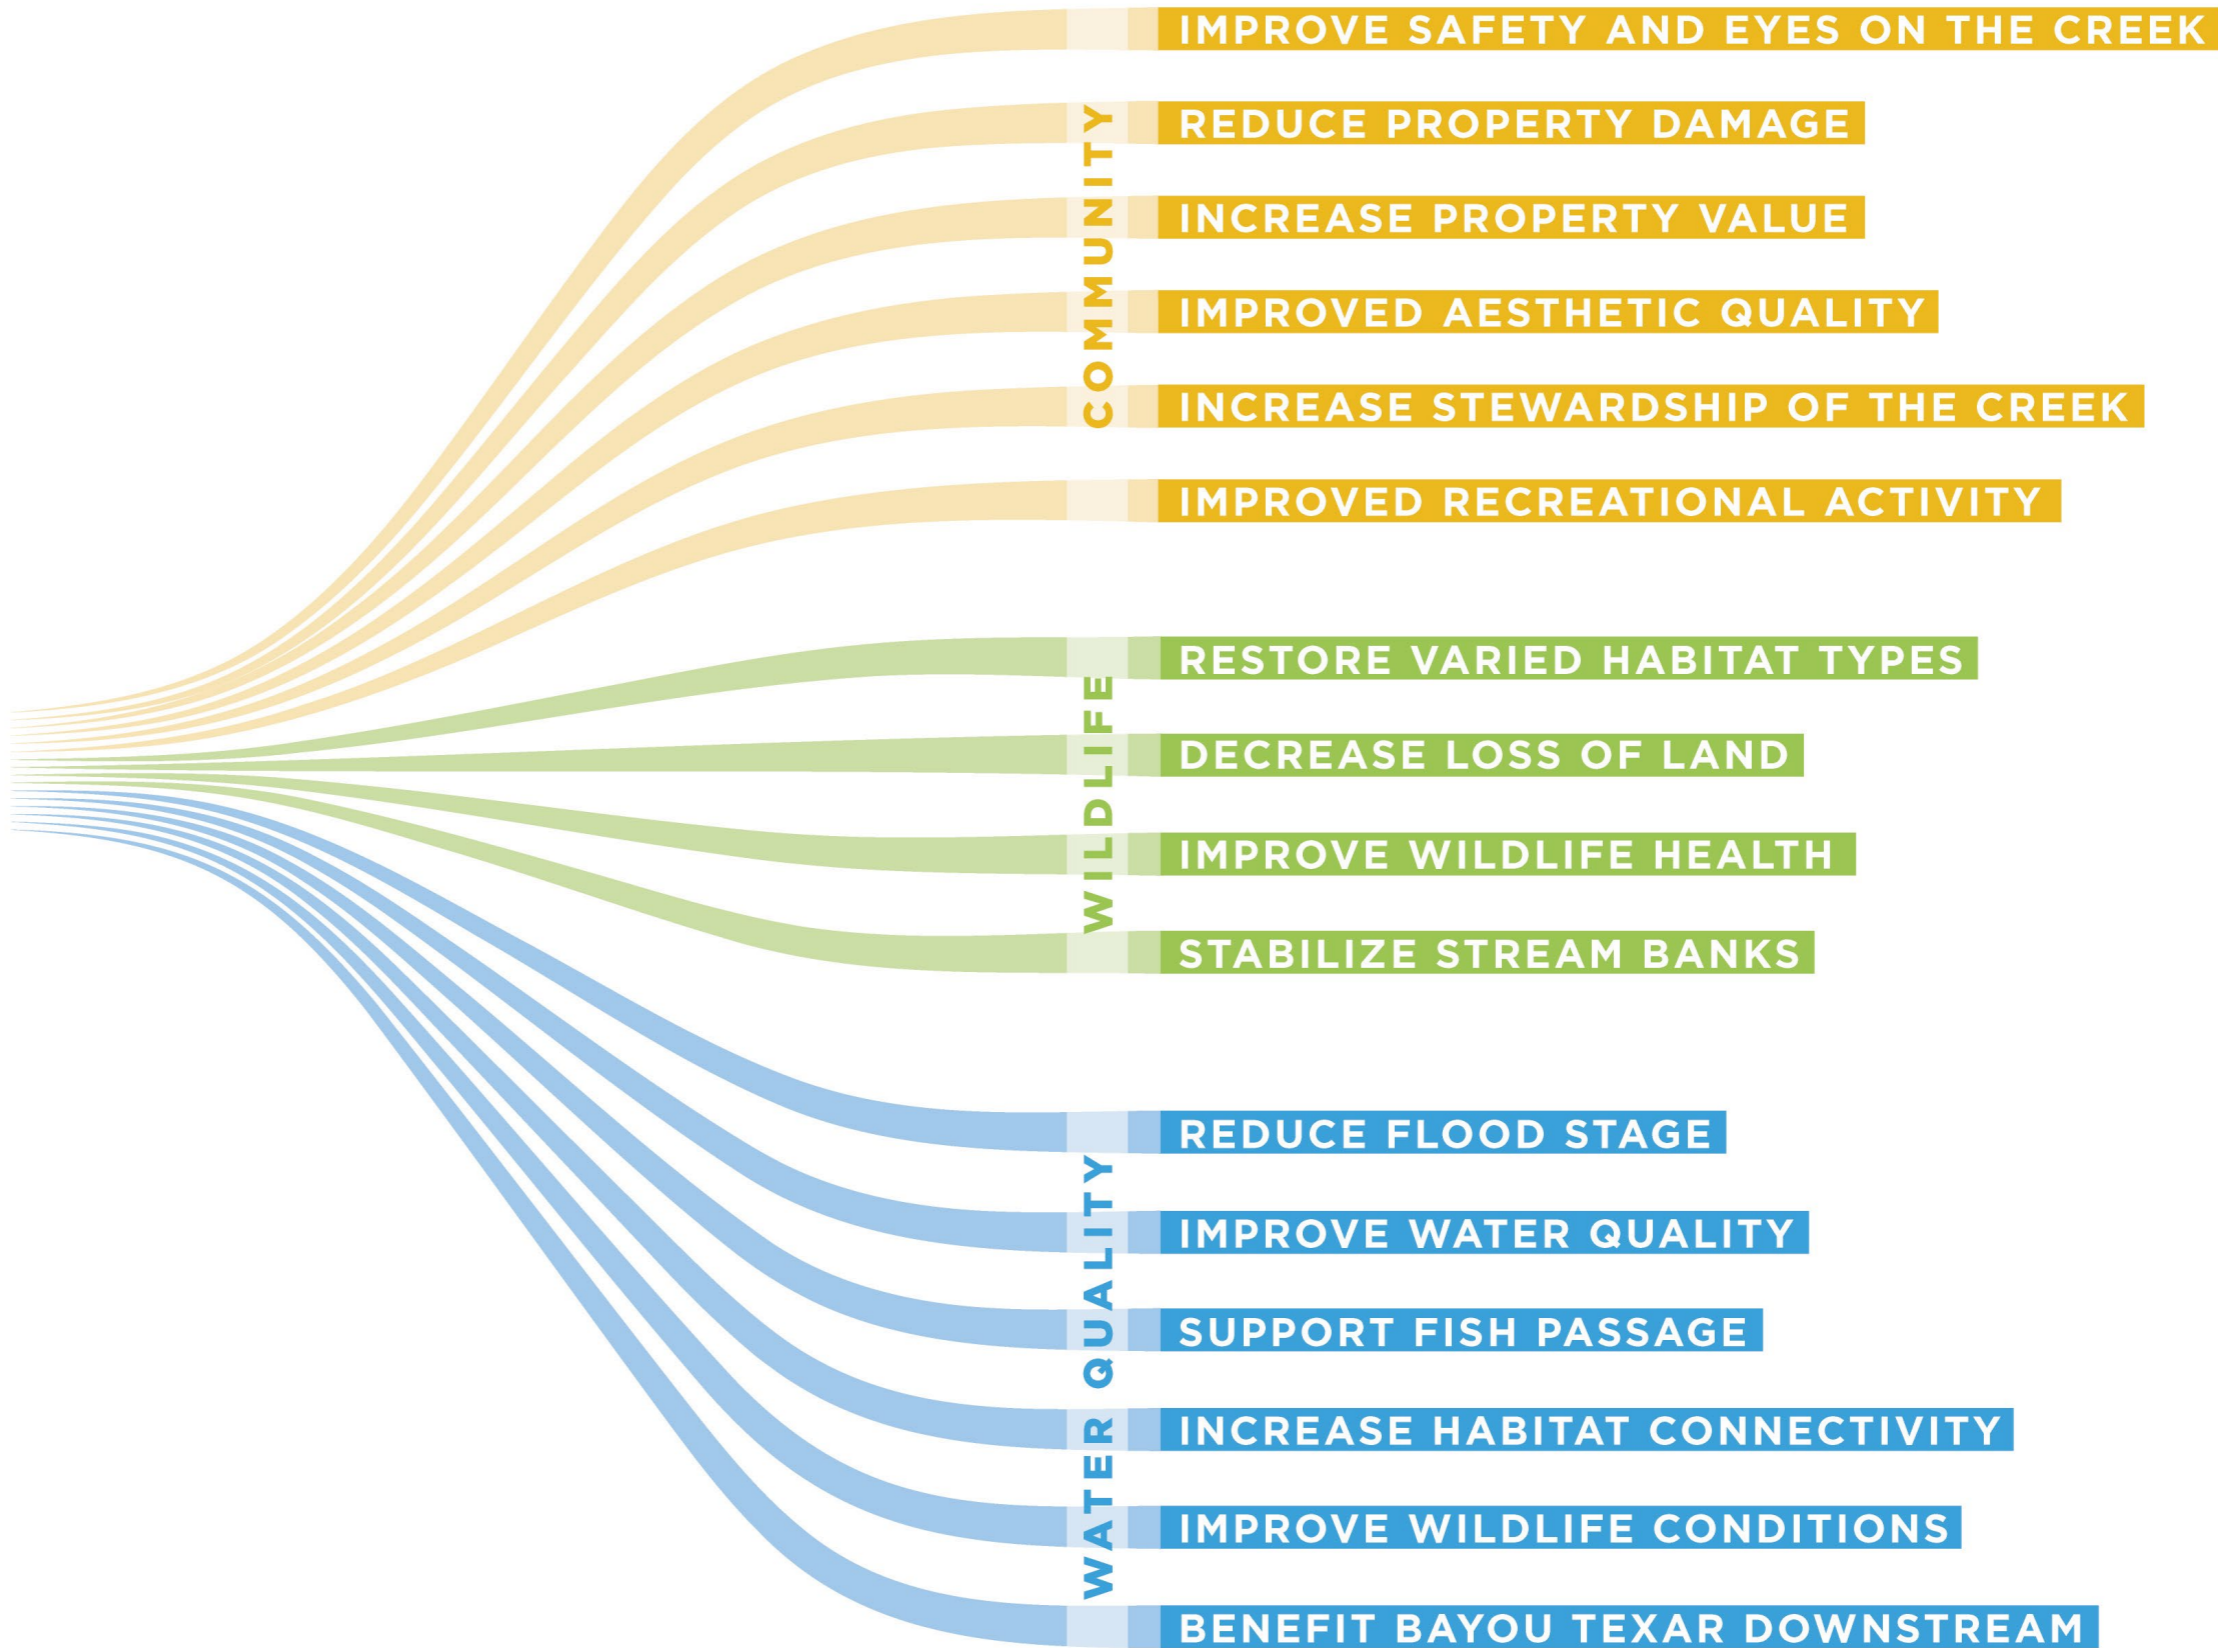 COMMUNITY
IMPROVE SAFETY AND EYES ON THE CREEK
REDUCE PROPERTY DAMAGE
INCREASE PROPERTY VALUE
IMPROVED AESTHETIC QUALITY
INCREASE STEWARDSHIP OF THE CREEK
IMPROVED RECREATIONAL ACTIVITY
WILDLIFE
RESTORE VARIED HABITAT TYPES
DECREASE LOSS OF LAND
IMPROVE WILDLIFE HEALTH
STABILIZE STREAM BANKS
WATER QUALITY
REDUCE FLOOD STAGE
IMPROVE WATER QUALITY
SUPPORT FISH PASSAGE
INCREASE HABITAT CONNECTIVITY
IMPROVE WILDLIFE CONDITIONS
BENEFIT BAYOU TEXAR DOWNSTREAM